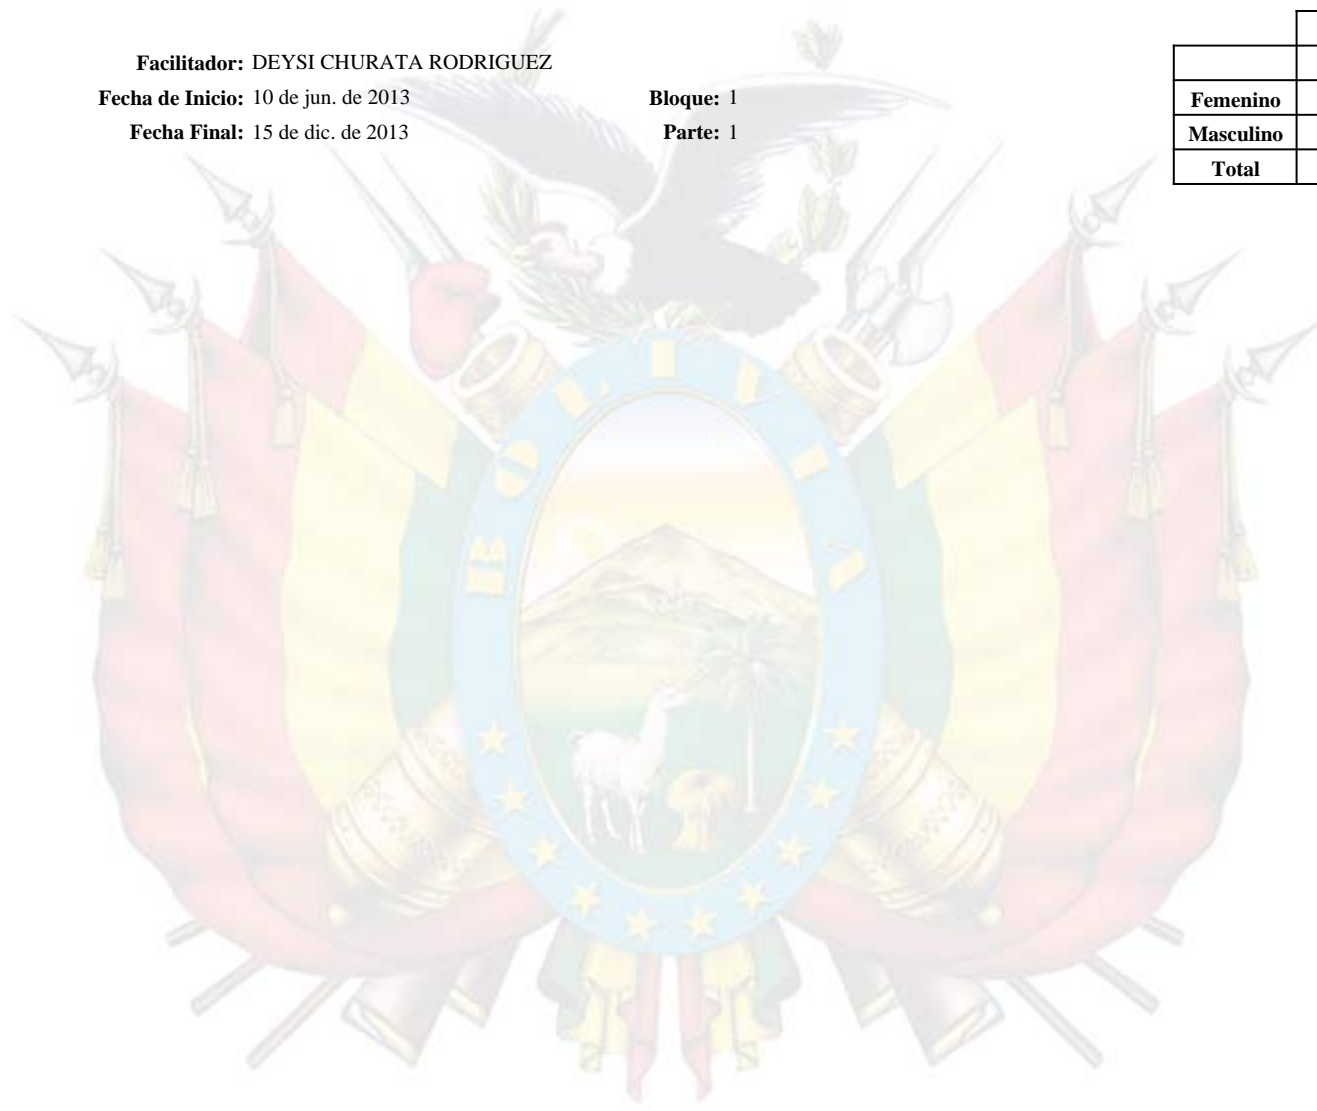 Facilitador: DEYSI CHURATA RODRIGUEZ
Fecha de Inicio: 10 de jun. de 2013 Bloque: 1
Fecha Final: 15 de dic. de 2013 Parte: 1
Femenino
Masculino
Total
BOLIVIA